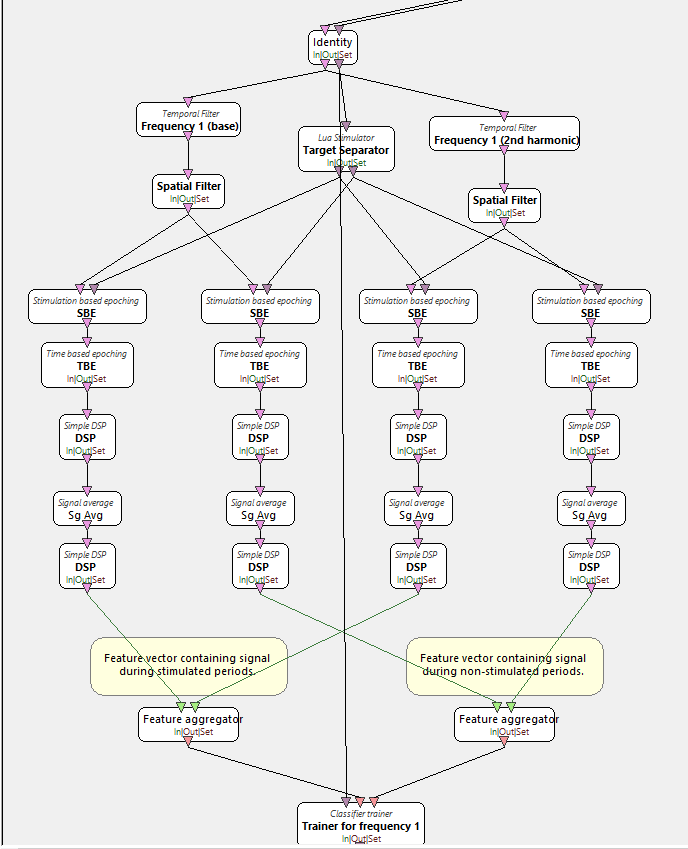 Identity
In|Out|Set
Temporal Filter
Frequency 1 (base)
In|Out|Set
Lua Stimulator
Target Separator
In|Out|Set
Temporal Filter
Frequency 1 (2nd harmonic)
In|Out|Set
Spatial Filter
In|Out|Set
Spatial Filter
In|Out|Set
Stimulation based epoching
SBE
Stimulation based epoching
SBE
Stimulation based epoching
SBE
Stimulation based epoching
SBE
Time based epoching
TBE
In|Out|Set
Time based epoching
TBE
In|Out|Set
Time based epoching
TBE
In|Out|Set
Time based epoching
TBE
In|Out|Set
Simple DSP
DSP
In|Out|Set
Simple DSP
DSP
In|Out|Set
Simple DSP
DSP
In|Out|Set
Simple DSP
DSP
In|Out|Set
Signal average
Sg Avg
Signal average
Sg Avg
Signal average
Sg Avg
Signal average
Sg Avg
Simple DSP
DSP
In|Out|Set
Simple DSP
DSP
In|Out|Set
Simple DSP
DSP
In|Out|Set
Simple DSP
DSP
In|Out|Set
Feature vector containing signal
during stimulated periods.
Feature vector containing signal
during non-stimulated periods.
Feature aggregator
In|Out|Set
Feature aggregator
In|Out|Set
Classifier trainer
Trainer for frequency 1
In|Out|Set